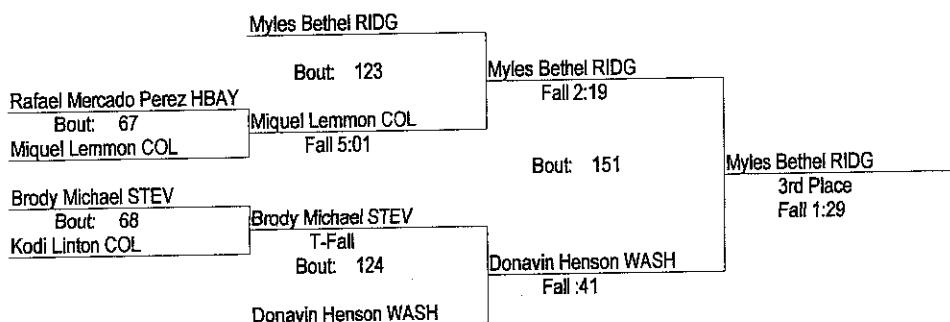 Myles Bethel RIDG
Bout: 123
Myles Bethel RIDG
Fall 2:19
Rafael Mercado Perez HBAY
Bout: 67
Miquel Lemmon COL
Miquel Lemmon COL
Fall 5:01
Bout: 151
Myles Bethel RIDG
3rd Place
Fall 1:29
Brody Michael STEV
Bout: 68
Kodi Linton COL
Brody Michael STEV
T-Fall
Bout: 124
Donavin Henson WASH
Fall :41
Donavin Henson WASH